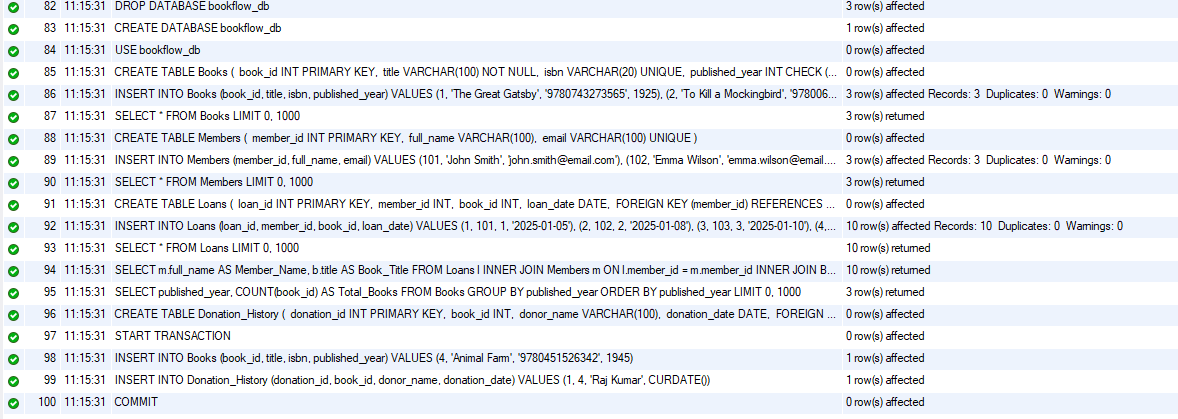 82 11:15:31 DROP DATABASE bookflow_db 3 row(s) affected
83 11:15:31 CREATE DATABASE bookflow_db 1 row(s) affected
84 11:15:31 USE bookflow_db 0 row(s) affected
85 11:15:31 CREATE TABLE Books ( book_id INT PRIMARY KEY, title VARCHAR(100) NOT NULL, isbn VARCHAR(20) UNIQUE, published_year INT CHECK (... 0 row(s) affected
86 11:15:31 INSERT INTO Books (book_id, title, isbn, published_year) VALUES (1, 'The Great Gatsby', '9780743273565', 1925), (2, 'To Kill a Mockingbird', '978006... 3 row(s) affected Records: 3 Duplicates: 0 Warnings: 0
87 11:15:31 SELECT * FROM Books LIMIT 0, 1000 3 row(s) returned
88 11:15:31 CREATE TABLE Members ( member_id INT PRIMARY KEY, full_name VARCHAR(100), email VARCHAR(100) UNIQUE ) 0 row(s) affected
89 11:15:31 INSERT INTO Members (member_id, full_name, email) VALUES (101, 'John Smith', 'john.smith@email.com'), (102, 'Emma Wilson', 'emma.wilson@email.... 3 row(s) affected Records: 3 Duplicates: 0 Warnings: 0
90 11:15:31 SELECT * FROM Members LIMIT 0, 1000 3 row(s) returned
91 11:15:31 CREATE TABLE Loans ( loan_id INT PRIMARY KEY, member_id INT, book_id INT, loan_date DATE, FOREIGN KEY (member_id) REFERENCES ... 0 row(s) affected
92 11:15:31 INSERT INTO Loans (loan_id, member_id, book_id, loan_date) VALUES (1, 101, 1, '2025-01-05'), (2, 102, 2, '2025-01-08'), (3, 103, 3, '2025-01-10'), (4,... 10 row(s) affected Records: 10 Duplicates: 0 Warnings: 0
93 11:15:31 SELECT * FROM Loans LIMIT 0, 1000 10 row(s) returned
94 11:15:31 SELECT m.full_name AS Member_Name, b.title AS Book_Title FROM Loans l INNER JOIN Members m ON l.member_id = m.member_id INNER JOIN B... 10 row(s) returned
95 11:15:31 SELECT published_year, COUNT(book_id) AS Total_Books FROM Books GROUP BY published_year ORDER BY published_year LIMIT 0, 1000 3 row(s) returned
96 11:15:31 CREATE TABLE Donation_History ( donation_id INT PRIMARY KEY, book_id INT, donor_name VARCHAR(100), donation_date DATE, FOREIGN ... 0 row(s) affected
97 11:15:31 START TRANSACTION 0 row(s) affected
98 11:15:31 INSERT INTO Books (book_id, title, isbn, published_year) VALUES (4, 'Animal Farm', '9780451526342', 1945) 1 row(s) affected
99 11:15:31 INSERT INTO Donation_History (donation_id, book_id, donor_name, donation_date) VALUES (1, 4, 'Raj Kumar', CURDATE()) 1 row(s) affected
100 11:15:31 COMMIT 0 row(s) affected